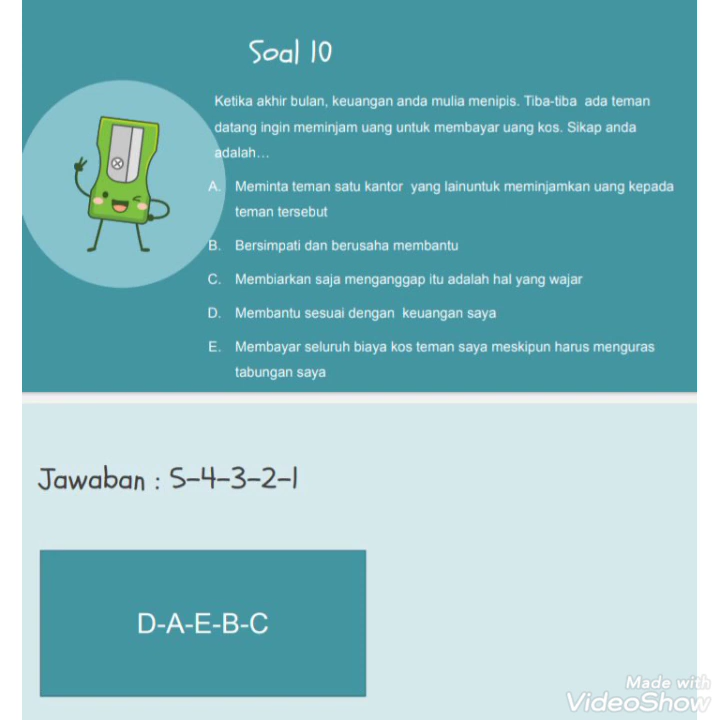 Soal 10
Ketika akhir bulan, keuangan anda mulia menipis. Tiba-tiba ada teman
datang ingin meminjam uang untuk membayar uang kos. Sikap anda
adalah…
A. Meminta teman satu kantor yang lainuntuk meminjamkan uang kepada
teman tersebut
B. Bersimpati dan berusaha membantu
C. Membiarkan saja menganggap itu adalah hal yang wajar
D. Membantu sesuai dengan keuangan saya
E. Membayar seluruh biaya kos teman saya meskipun harus menguras
tabungan saya
Jawaban : 5-4-3-2-1
D-A-E-B-C
Made with
VideoShow